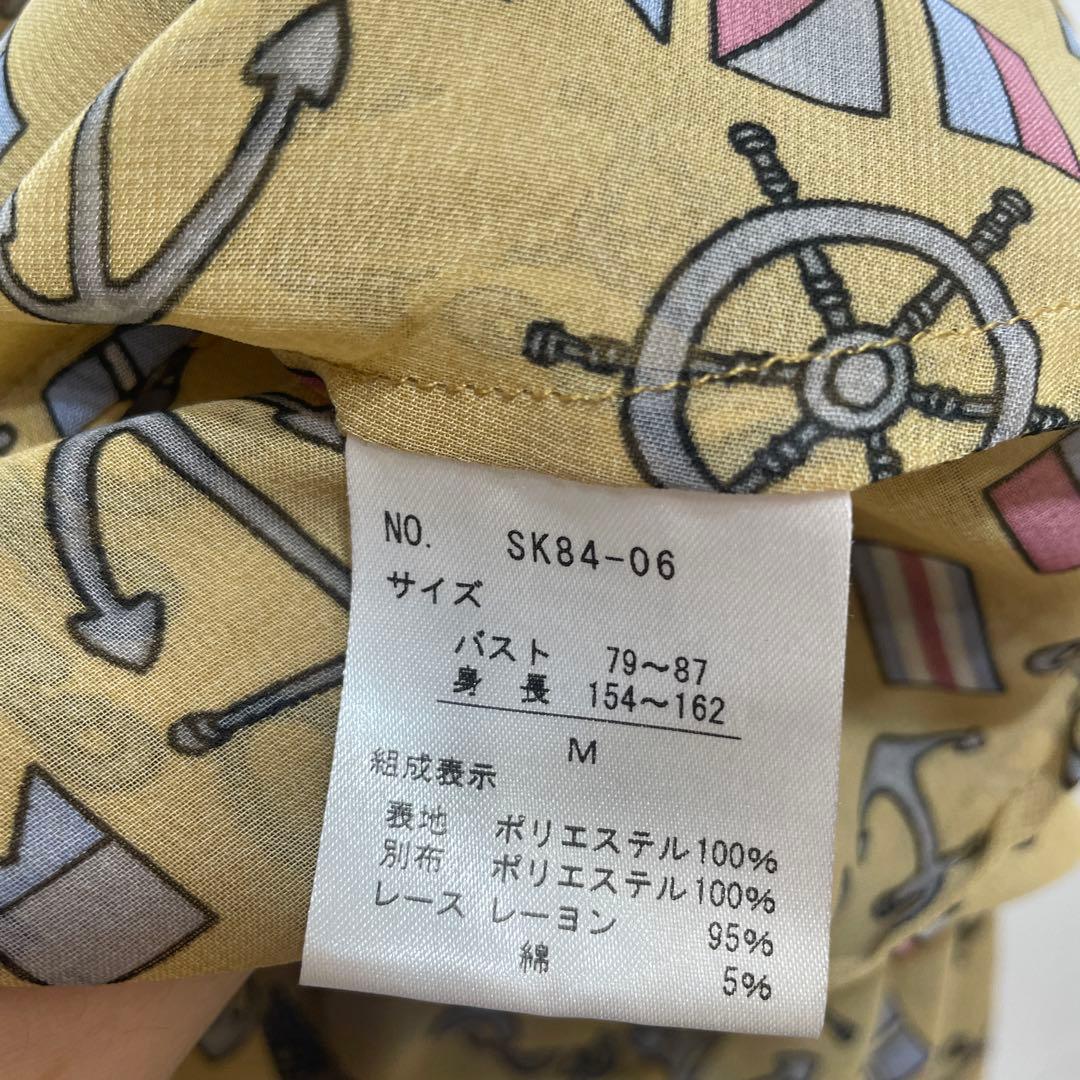 NO. SK84-06
サイズ
バスト 79～87
身長 154～162
M
組成表示
表地 ポリエステル100%
別布 ポリエステル100%
レース レーヨン 95%
綿 5%